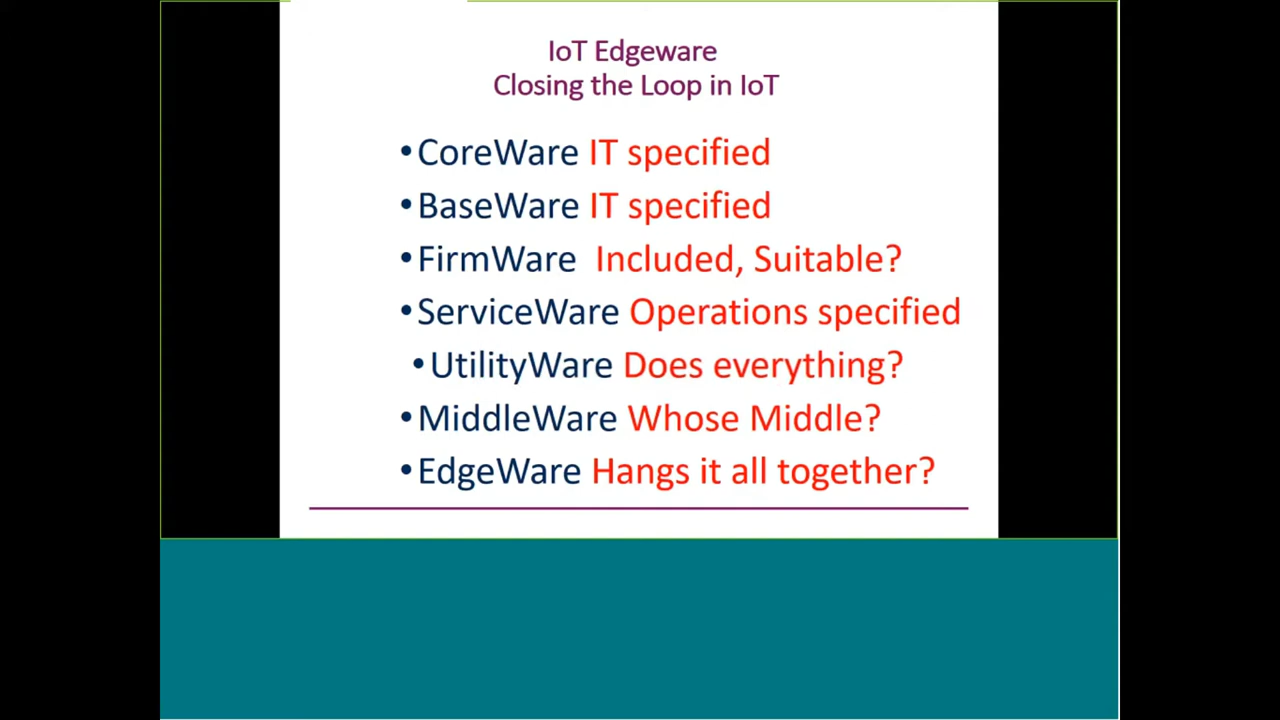 IoT Edgeware
Closing the Loop in IoT
•CoreWare IT specified
•BaseWare IT specified
•FirmWare Included, Suitable?
•ServiceWare Operations specified
•UtilityWare Does everything?
•MiddleWare Whose Middle?
•EdgeWare Hangs it all together?